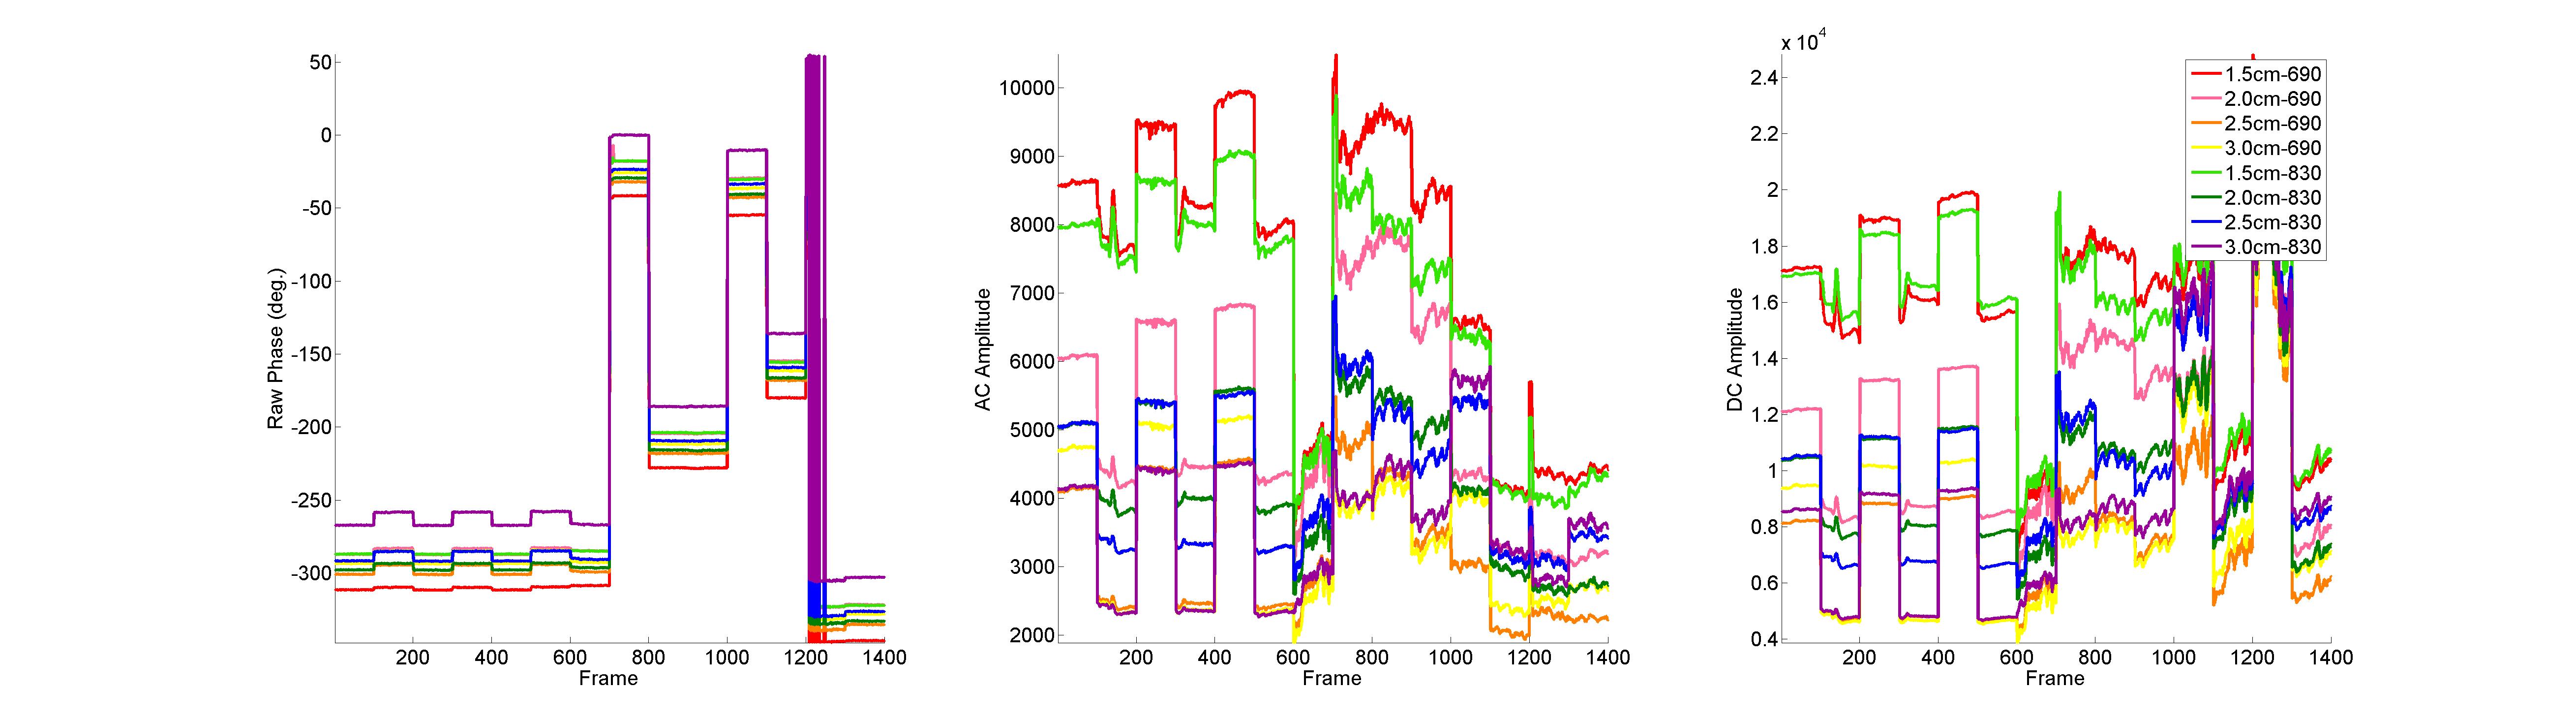 50
0
-50
-100
-150
-200
-250
-300
Raw Phase (deg.)
200 400 600 800 1000 1200 1400
Frame
10000
9000
8000
7000
6000
5000
4000
3000
2000
AC Amplitude
200 400 600 800 1000 1200 1400
Frame
x 10^4
2.4
2.2
2
1.8
1.6
1.4
1.2
1
0.8
0.6
0.4
DC Amplitude
200 400 600 800 1000 1200 1400
Frame
1.5cm-690
2.0cm-690
2.5cm-690
3.0cm-690
1.5cm-830
2.0cm-830
2.5cm-830
3.0cm-830